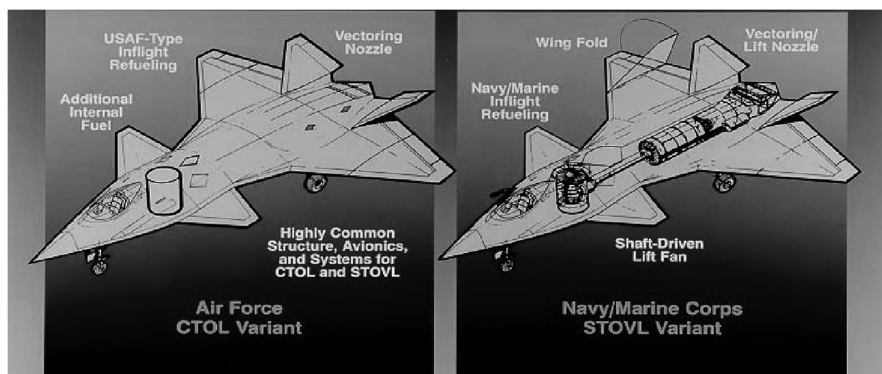 USAF-Type
Inflight
Refueling
Vectoring
Nozzle
Additional
Internal
Fuel
Highly Common
Structure, Avionics,
and Systems for
CTOL and STOVL
Air Force
CTOL Variant
Wing Fold
Vectoring/
Lift Nozzle
Navy/Marine
Inflight
Refueling
Shaft-Driven
Lift Fan
Navy/Marine Corps
STOVL Variant